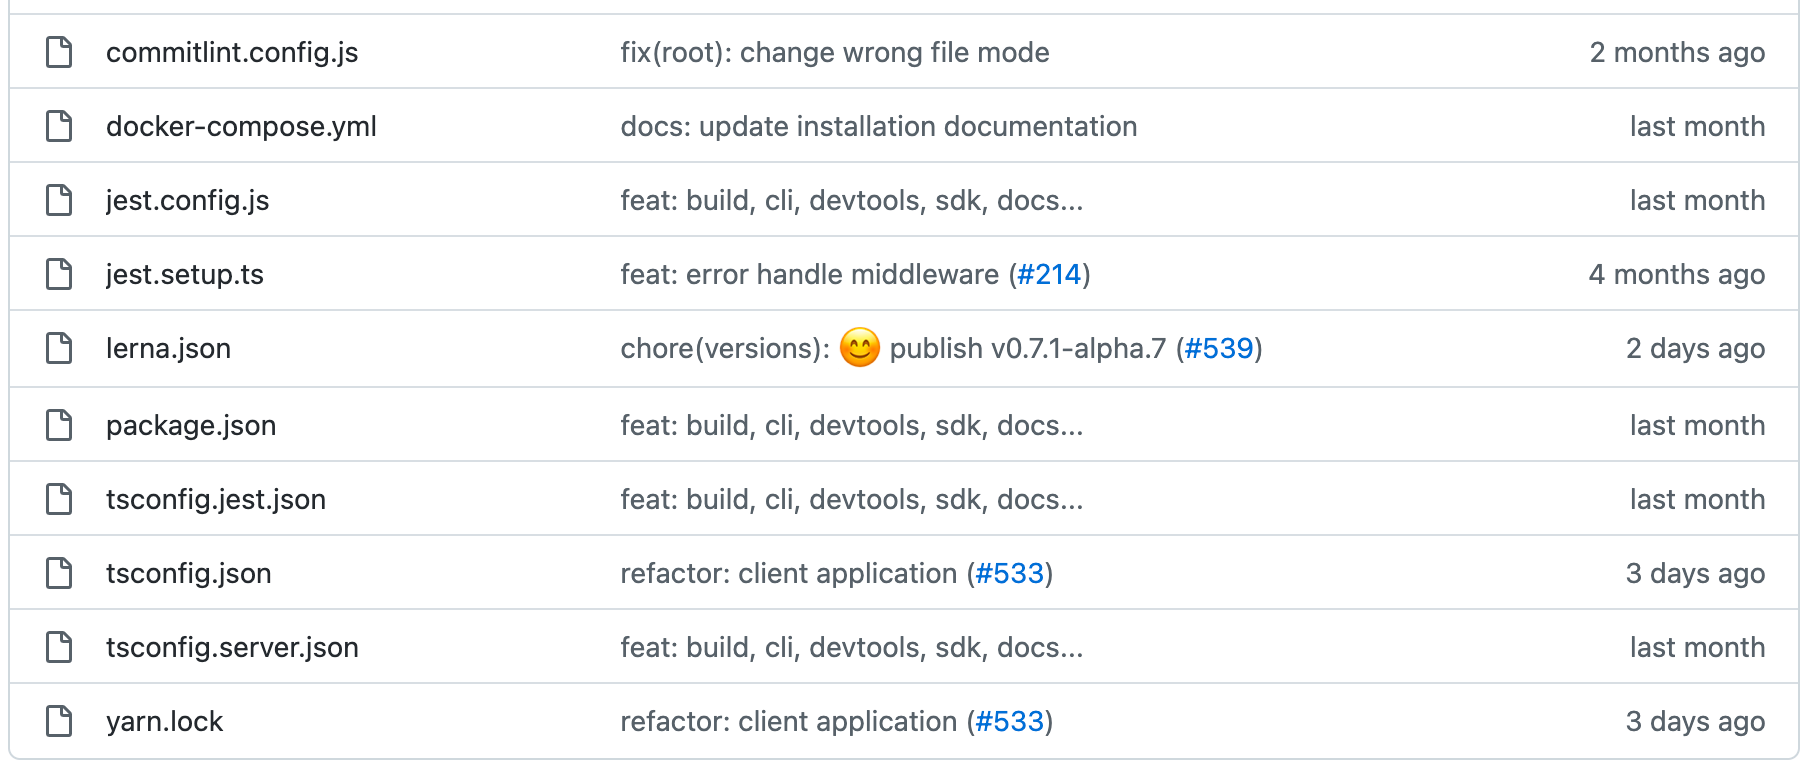 commitlint.config.js fix(root): change wrong file mode 2 months ago
docker-compose.yml docs: update installation documentation last month
jest.config.js feat: build, cli, devtools, sdk, docs... last month
jest.setup.ts feat: error handle middleware (#214) 4 months ago
lerna.json chore(versions): 😊 publish v0.7.1-alpha.7 (#539) 2 days ago
package.json feat: build, cli, devtools, sdk, docs... last month
tsconfig.jest.json feat: build, cli, devtools, sdk, docs... last month
tsconfig.json refactor: client application (#533) 3 days ago
tsconfig.server.json feat: build, cli, devtools, sdk, docs... last month
yarn.lock refactor: client application (#533) 3 days ago